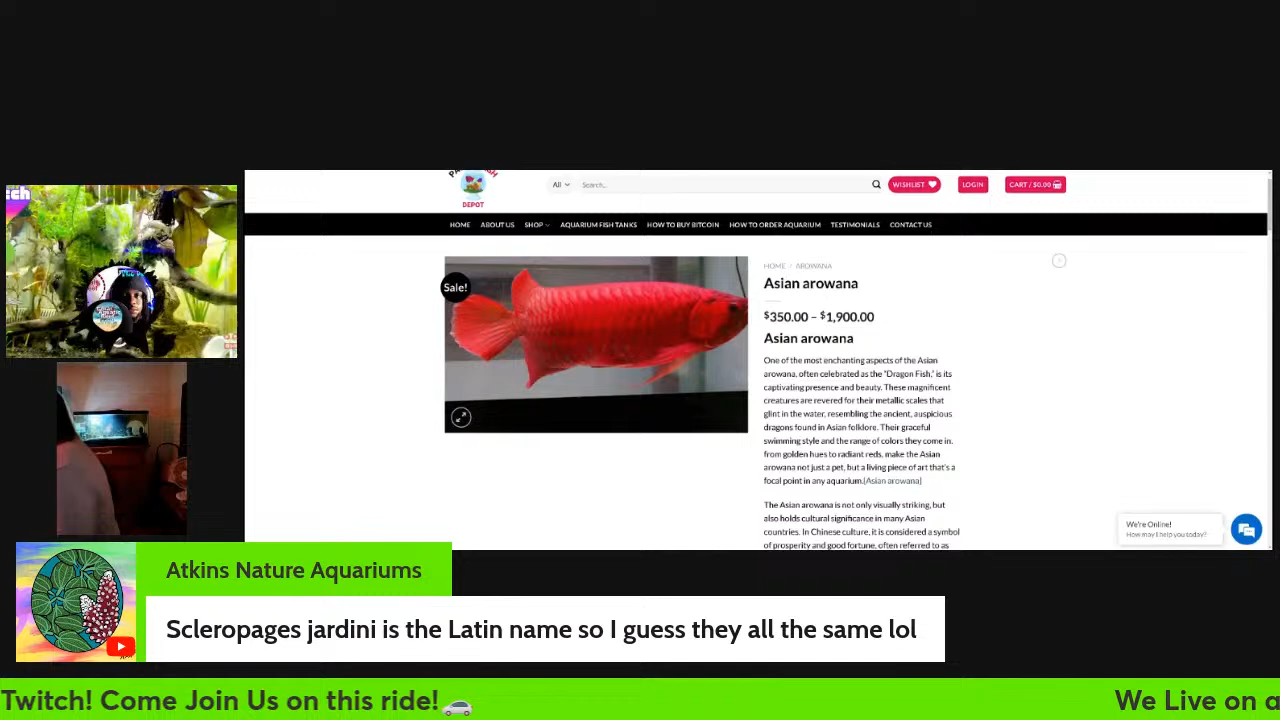 DEPOT
All
Search...
WISHLIST
LOGIN
CART / $0.00
HOME ABOUT US SHOP AQUARIUM FISH TANKS HOW TO BUY BITCOIN HOW TO ORDER AQUARIUM TESTIMONIALS CONTACT US
Sale!
HOME / AROWANA
Asian arowana
$350.00 – $1,900.00
Asian arowana
One of the most enchanting aspects of the Asian
arowana, often celebrated as the "Dragon Fish," is its
captivating presence and beauty. These magnificent
creatures are revered for their metallic scales that
glint in the water, resembling the ancient, auspicious
dragons found in Asian folklore. Their graceful
swimming style and the range of colors they come in,
from golden hues to radiant reds, make the Asian
arowana not just a pet, but a living piece of art that's a
focal point in any aquarium.(Asian arowana)
The Asian arowana is not only visually striking, but
also holds cultural significance in many Asian
countries. In Chinese culture, it is considered a symbol
of prosperity and good fortune, often referred to as
We're Online!
How may I help you today?
Atkins Nature Aquariums
Scleropages jardini is the Latin name so I guess they all the same lol
Twitch! Come Join Us on this ride!
We Live on a